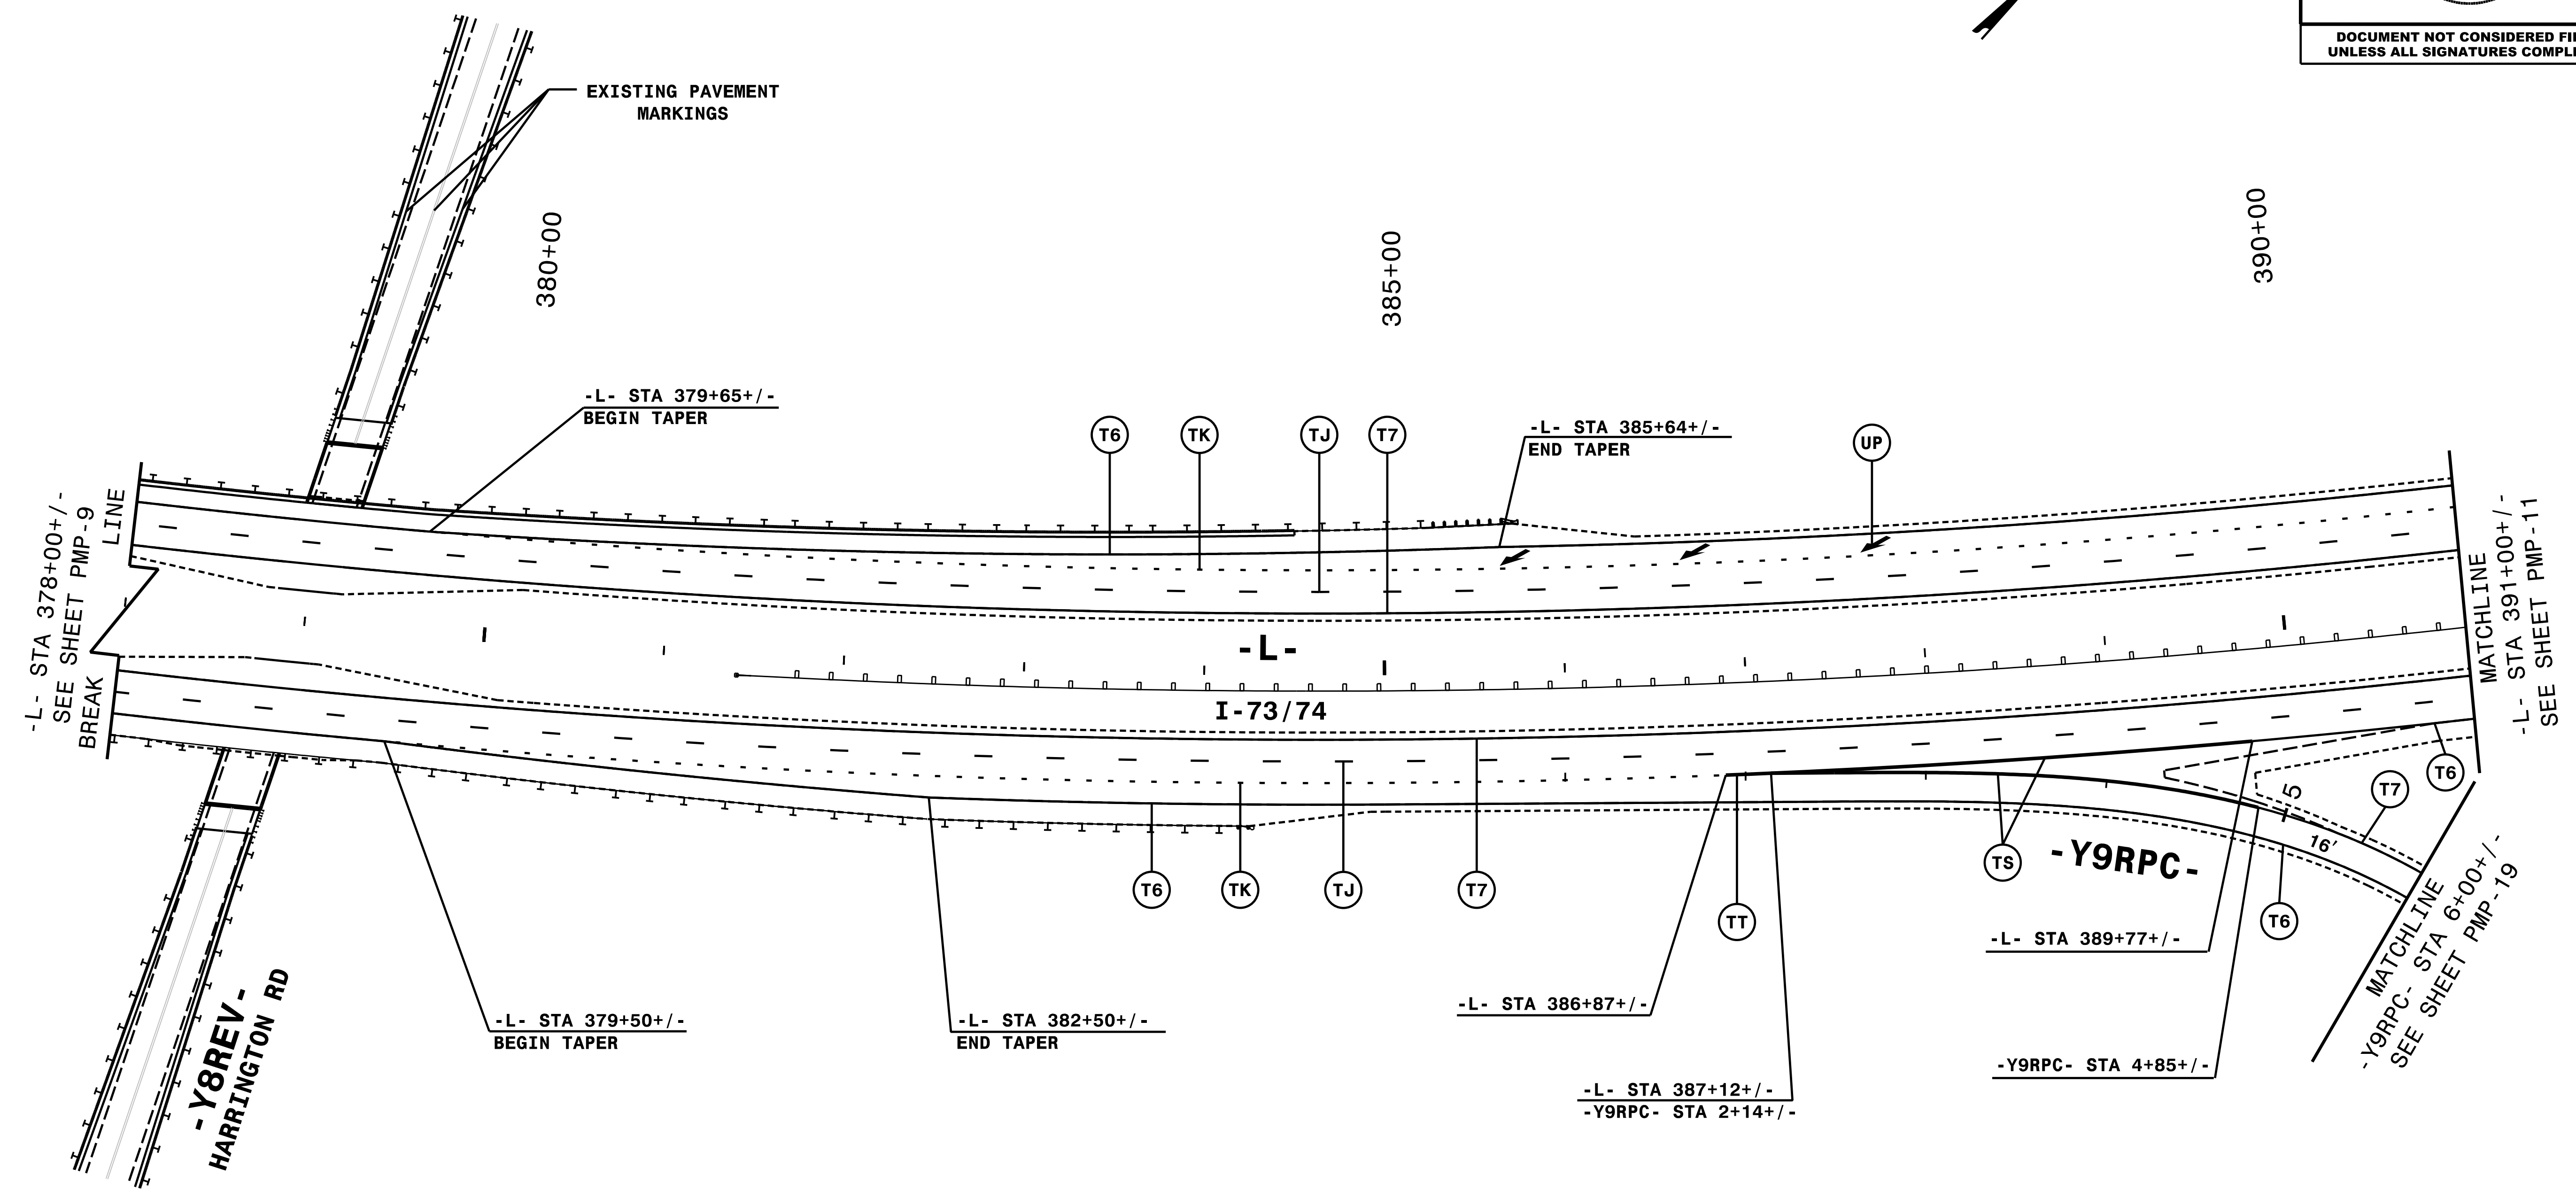 DOCUMENT NOT CONSIDERED
UNLESS ALL SIGNATURES
EXISTING PAVEMENT
MARKINGS
380+00
385+00
390+00
-L- STA 379+65+/-
BEGIN TAPER
T6
TK
TJ
T7
-L- STA 385+64+/-
END TAPER
UP
-L- STA 378+00+/-
SEE SHEET PMP-9
BREAK LINE
-L-
I-73/74
MATCHLINE
-L- STA 391+00+/-
SEE SHEET PMP-11
T6
TK
TJ
T7
TT
TS
-Y9RPC-
5
16'
T7
T6
T6
-L- STA 389+77+/-
MATCHLINE
-Y9RPC- STA 6+00+/-
SEE SHEET PMP-19
-Y8REV-
HARRINGTON RD
-L- STA 379+50+/-
BEGIN TAPER
-L- STA 382+50+/-
END TAPER
-L- STA 386+87+/-
-L- STA 387+12+/-
-Y9RPC- STA 2+14+/-
-Y9RPC- STA 4+85+/-